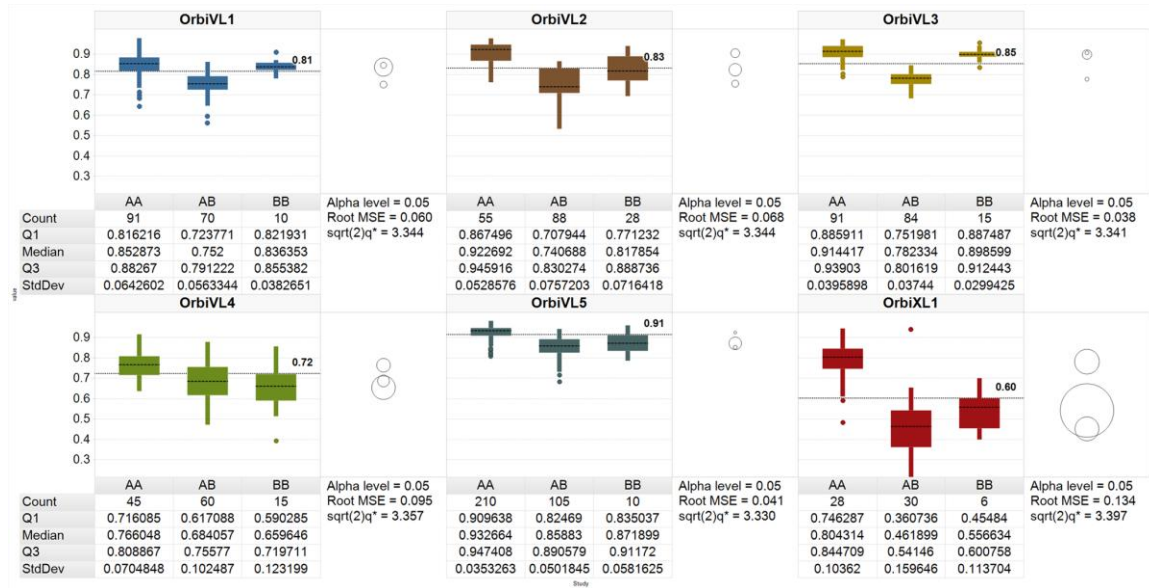 OrbiVL1 OrbiVL2 OrbiVL3
0.9
0.8
0.7
0.6
0.5
0.4
0.3
0.81
0.83
0.85
AA AB BB Alpha level = 0.05 AA AB BB Alpha level = 0.05 AA AB BB Alpha level = 0.05
Count 91 70 10 Root MSE = 0.060 55 88 28 Root MSE = 0.068 91 84 15 Root MSE = 0.038
Q1 0.816216 0.723771 0.821931 sqrt(2)q* = 3.344 0.867496 0.707944 0.771232 sqrt(2)q* = 3.344 0.885911 0.751981 0.887487 sqrt(2)q* = 3.341
Median 0.852873 0.752 0.836353 0.922692 0.740688 0.817854 0.914417 0.782334 0.898599
Q3 0.88267 0.791222 0.855382 0.945916 0.830274 0.888736 0.93903 0.801619 0.912443
StdDev 0.0642602 0.0563344 0.0382651 0.0528576 0.0757203 0.0716418 0.0395898 0.03744 0.0299425
value
OrbiVL4 OrbiVL5 OrbiXL1
0.9
0.8
0.7
0.6
0.5
0.4
0.3
0.72
0.91
0.60
AA AB BB Alpha level = 0.05 AA AB BB Alpha level = 0.05 AA AB BB Alpha level = 0.05
Count 45 60 15 Root MSE = 0.095 210 105 10 Root MSE = 0.041 28 30 6 Root MSE = 0.134
Q1 0.716085 0.617088 0.590285 sqrt(2)q* = 3.357 0.909638 0.82469 0.835037 sqrt(2)q* = 3.330 0.746287 0.360736 0.45484 sqrt(2)q* = 3.397
Median 0.766048 0.684057 0.659646 0.932664 0.85883 0.871899 0.804314 0.461899 0.556634
Q3 0.808867 0.75577 0.719711 0.947408 0.890579 0.91172 0.844709 0.54146 0.600758
StdDev 0.0704848 0.102487 0.123199 0.0353263 0.0501845 0.0581625 0.10362 0.159646 0.113704
Study